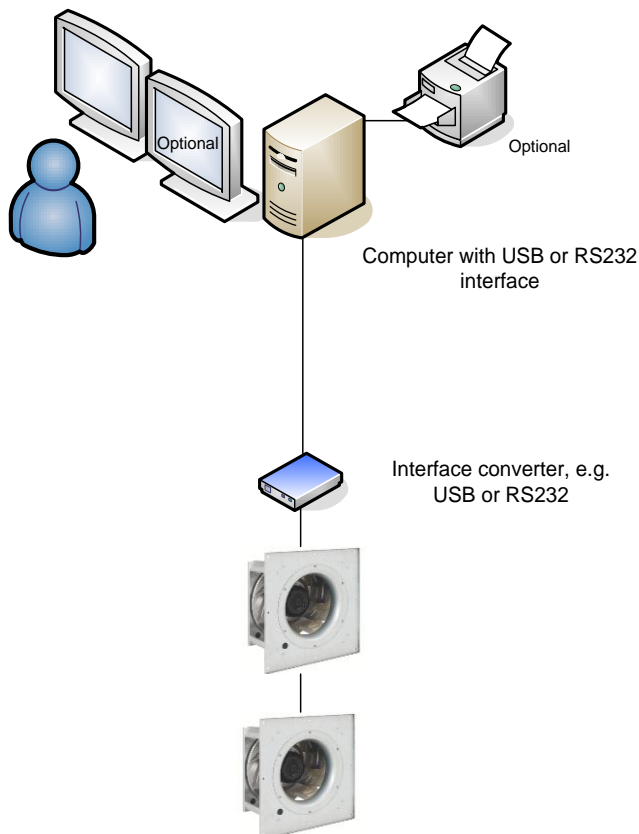 Optional
Optional
Computer with USB or RS232
interface
Interface converter, e.g.
USB or RS232